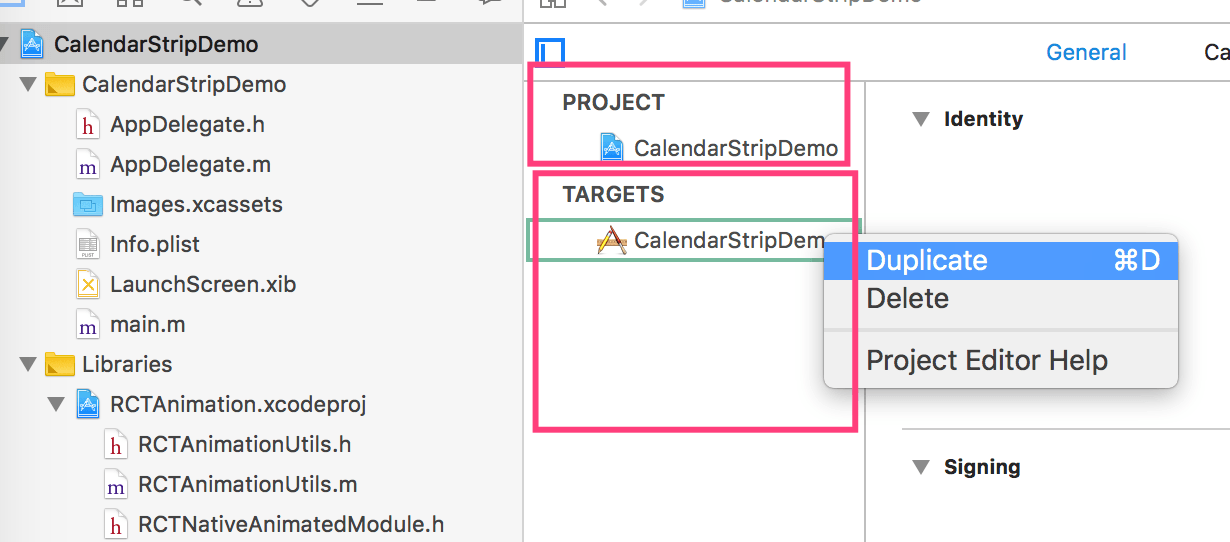 CalendarStripDemo
CalendarStripDemo
CalendarStripDemo
AppDelegate.h
AppDelegate.m
Images.xcassets
Info.plist
LaunchScreen.xib
main.m
Libraries
RCTAnimation.xcodeproj
RCTAnimationUtils.h
RCTAnimationUtils.m
RCTNativeAnimatedModule.h
General Ca
PROJECT
CalendarStripDemo
TARGETS
CalendarStripDem
Duplicate ⌘D
Delete
Project Editor Help
Identity
Signing